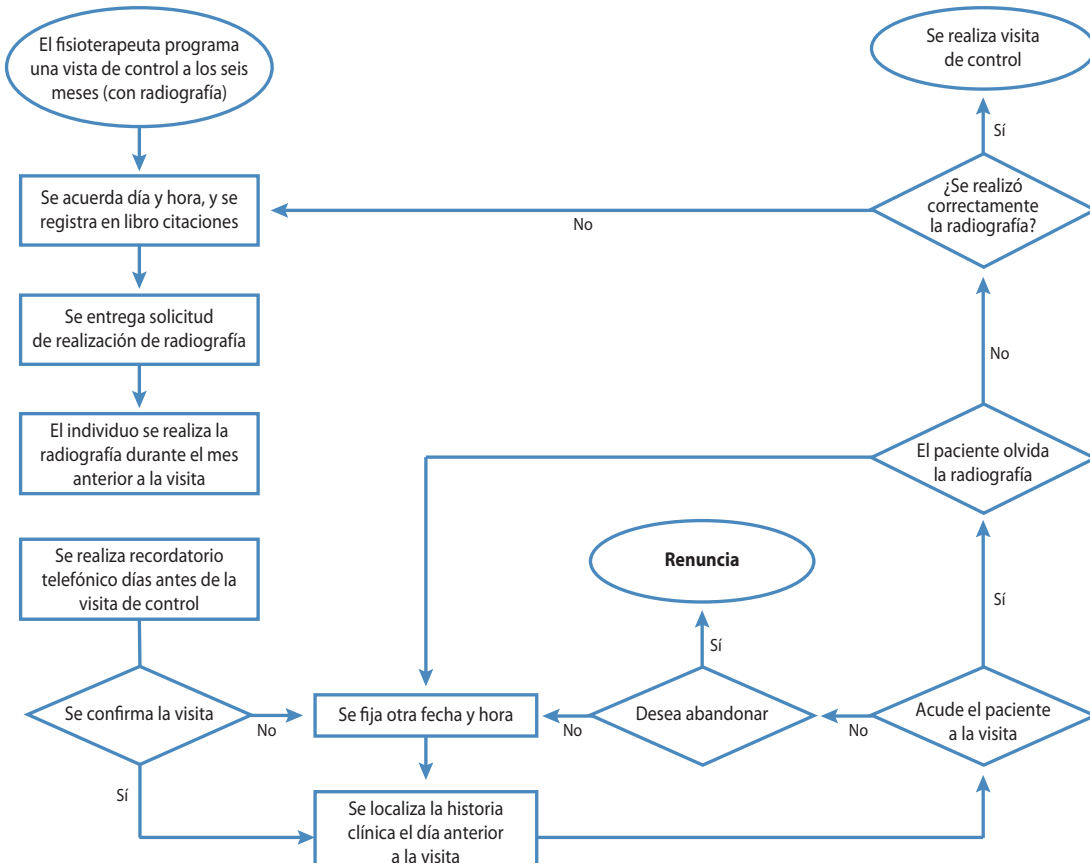 El fisioterapeuta programa
una vista de control a los seis
meses (con radiografía)
Se acuerda día y hora, y se
registra en libro citaciones
Se entrega solicitud
de realización de radiografía
El individuo se realiza la
radiografía durante el mes
anterior a la visita
Se realiza recordatorio
telefónico días antes de la
visita de control
Se confirma la visita
No
Sí
Se fija otra fecha y hora
Se localiza la historia
clínica el día anterior
a la visita
Acude el paciente
a la visita
No
Sí
Desea abandonar
No
Sí
Renuncia
El paciente olvida
la radiografía
No
¿Se realizó
correctamente
la radiografía?
No
Sí
Se realiza visita
de control